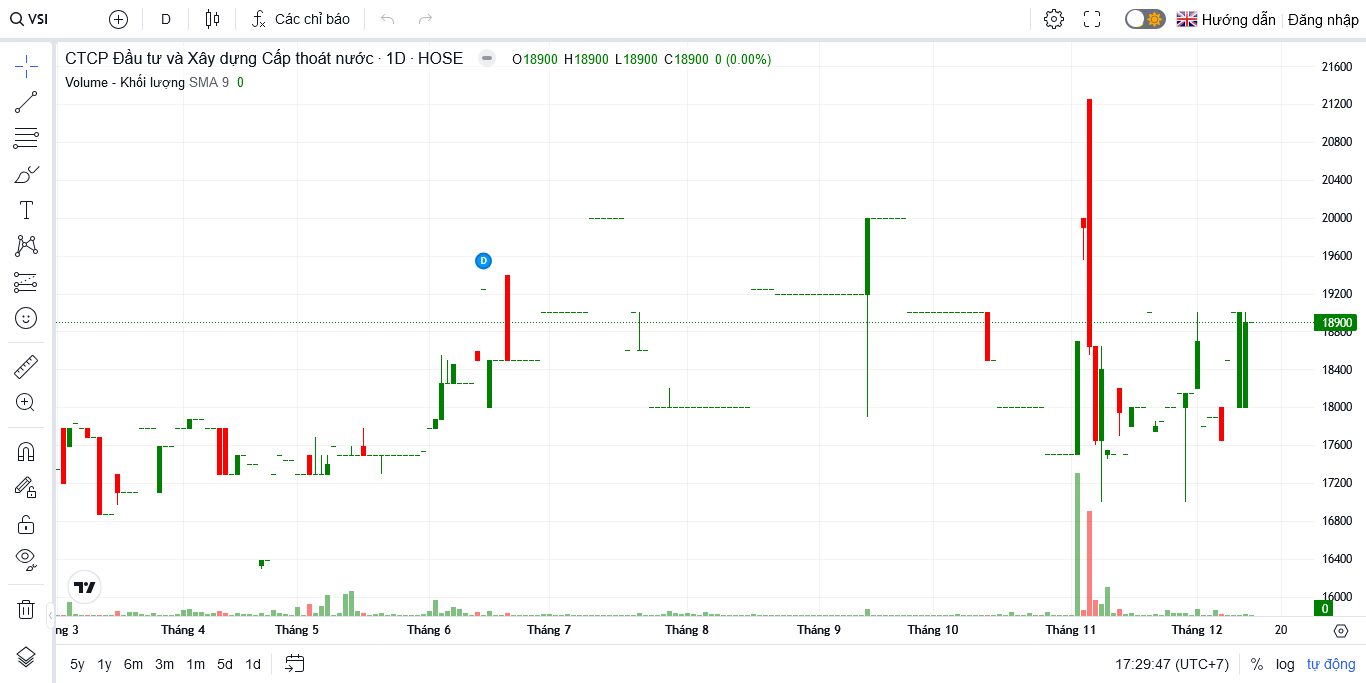 VSI D Các chỉ báo Hướng dẫn Đăng nhập
CTCP Đầu tư và Xây dựng Cấp thoát nước · 1D · HOSE O18900 H18900 L18900 C18900 0 (0.00%)
Volume - Khối lượng SMA 9 0
D
21600
21200
20800
20400
20000
19600
19200
18900
18800
18400
18000
17600
17200
16800
16400
16000
0
ng 3 Tháng 4 Tháng 5 Tháng 6 Tháng 7 Tháng 8 Tháng 9 Tháng 10 Tháng 11 Tháng 12 20
5y 1y 6m 3m 1m 5d 1d 17:29:47 (UTC+7) % log tự động